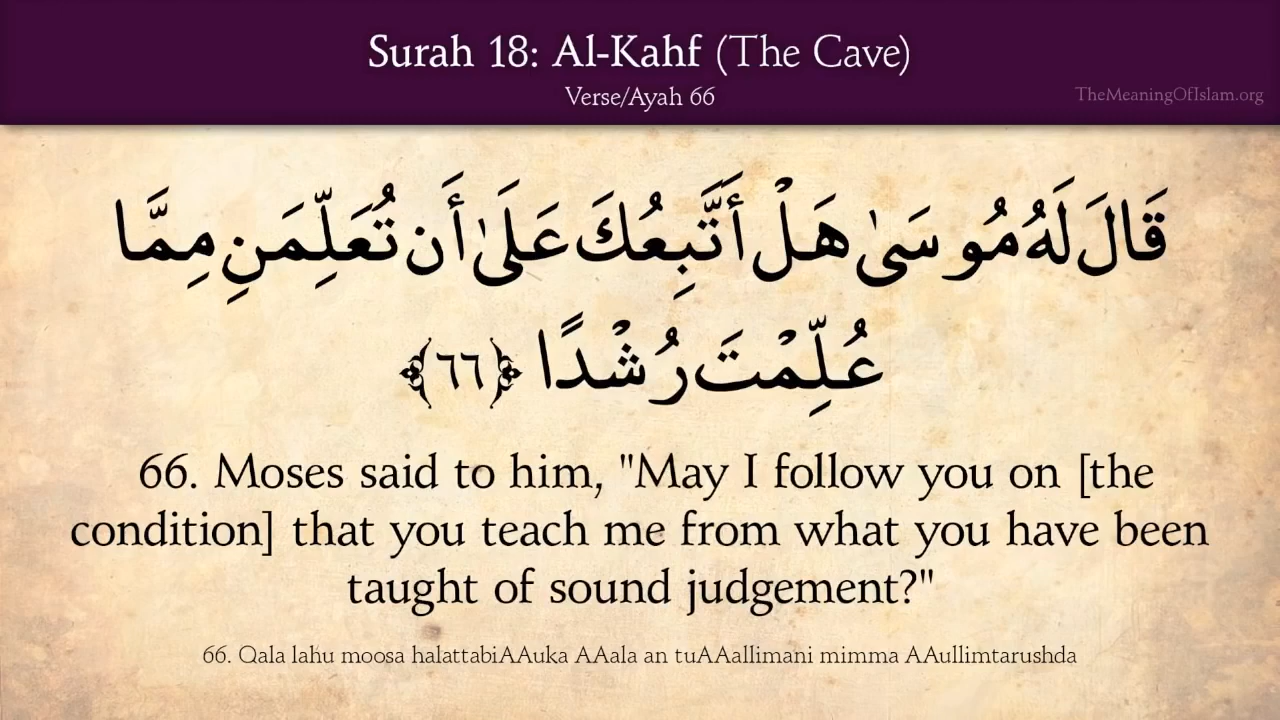 Surah 18: Al-Kahf (The Cave)
Verse/Ayah 66
TheMeaningOfIslam.org
قَالَ لَهُ مُوسَىٰ هَلْ أَتَّبِعُكَ عَلَىٰ أَن تُعَلِّمَنِ مِمَّا
عُلِّمْتَ رُشْدًا ﴿٦٦﴾
66. Moses said to him, "May I follow you on [the
condition] that you teach me from what you have been
taught of sound judgement?"
66. Qala lahu moosa halattabiAAuka AAala an tuAAallimani mimma AAullimtarushda